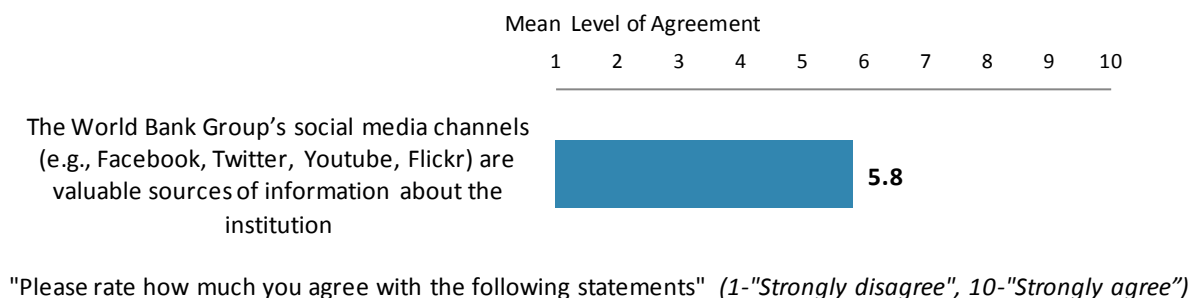 Mean Level of Agreement
1 2 3 4 5 6 7 8 9 10
The World Bank Group’s social media channels
(e.g., Facebook, Twitter, Youtube, Flickr) are
valuable sources of information about the
institution
5.8
"Please rate how much you agree with the following statements" (1-"Strongly disagree", 10-"Strongly agree”)